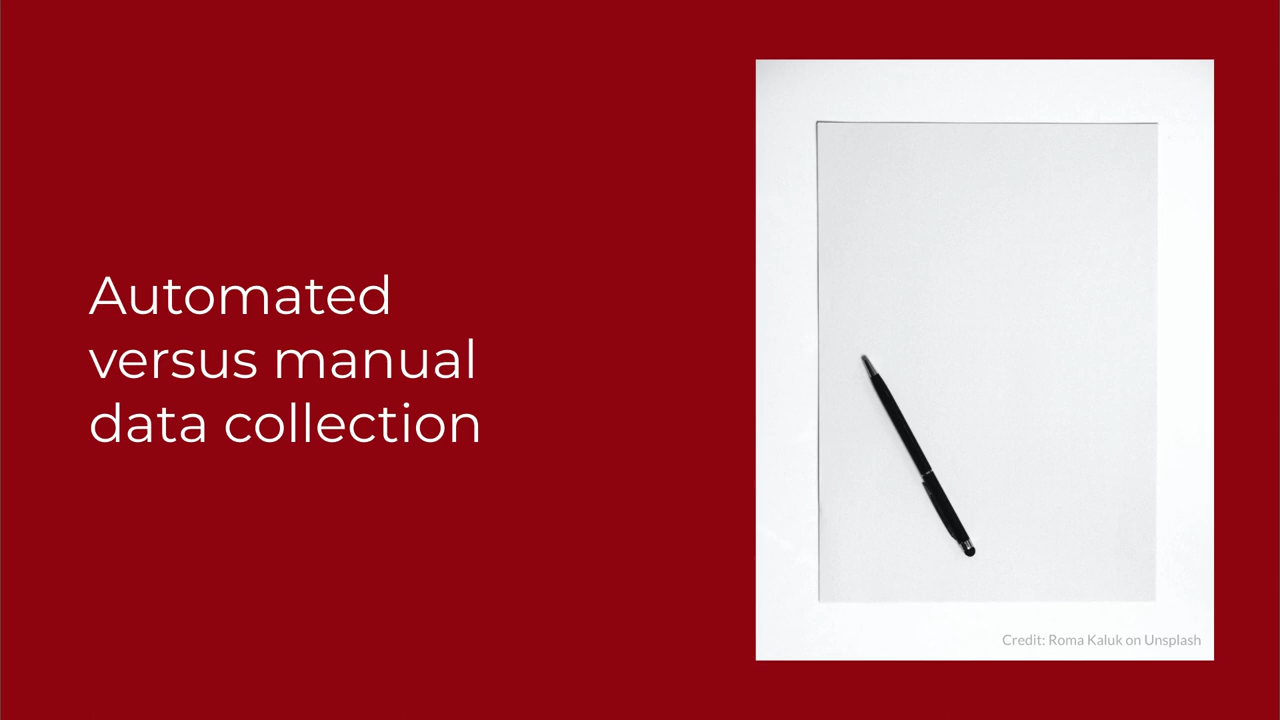 Automated
versus manual
data collection
Credit: Roma Kaluk on Unsplash